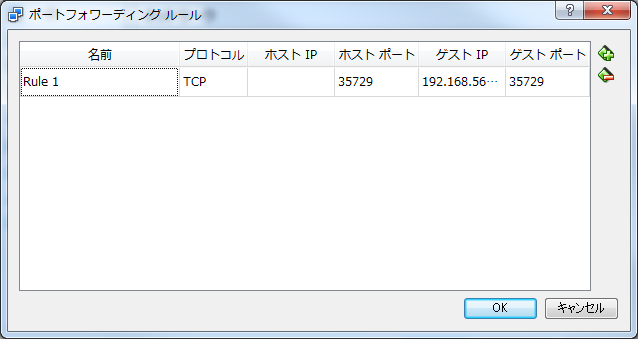 ポートフォワーディング ルール
名前 プロトコル ホスト IP ホスト ポート ゲスト IP ゲスト ポート
Rule 1 TCP 35729 192.168.56… 35729
OK キャンセル